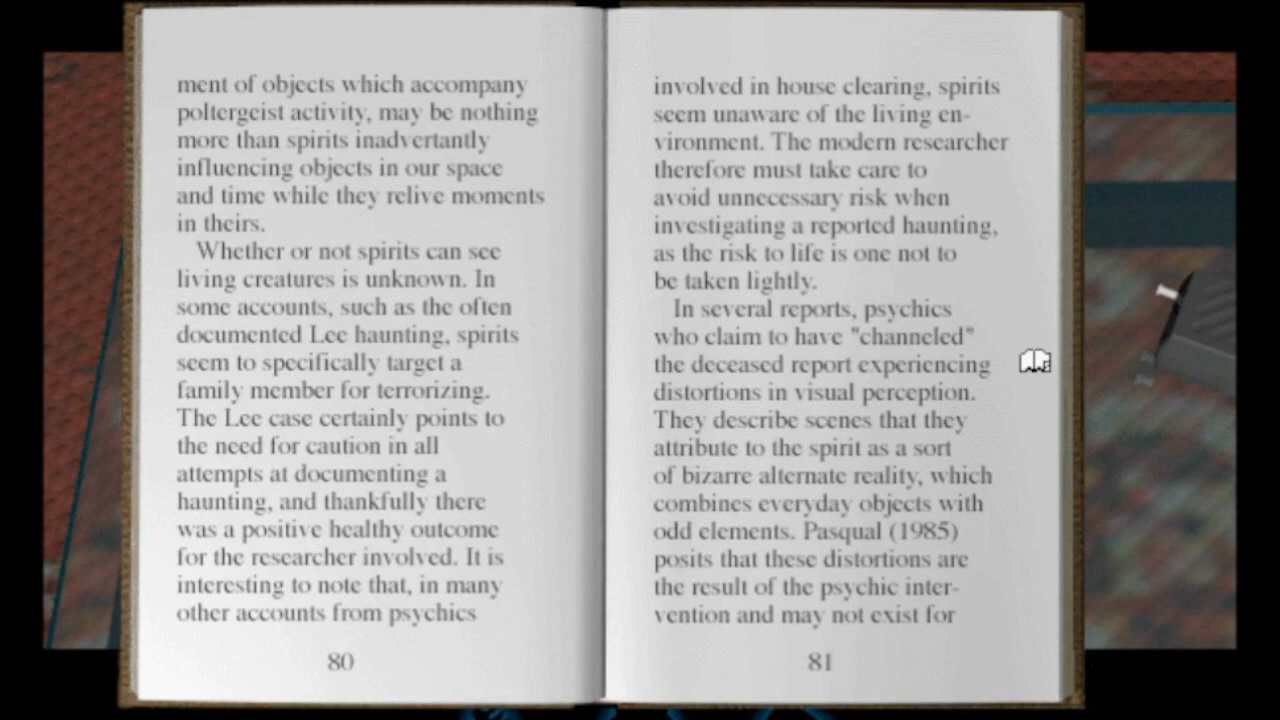 ment of objects which accompany
poltergeist activity, may be nothing
more than spirits inadvertantly
influencing objects in our space
and time while they relive moments
in theirs.
Whether or not spirits can see
living creatures is unknown. In
some accounts, such as the often
documented Lee haunting, spirits
seem to specifically target a
family member for terrorizing.
The Lee case certainly points to
the need for caution in all
attempts at documenting a
haunting, and thankfully there
was a positive healthy outcome
for the researcher involved. It is
interesting to note that, in many
other accounts from psychics
80
involved in house clearing, spirits
seem unaware of the living en-
vironment. The modern researcher
therefore must take care to
avoid unnecessary risk when
investigating a reported haunting,
as the risk to life is one not to
be taken lightly.
In several reports, psychics
who claim to have "channeled"
the deceased report experiencing
distortions in visual perception.
They describe scenes that they
attribute to the spirit as a sort
of bizarre alternate reality, which
combines everyday objects with
odd elements. Pasqual (1985)
posits that these distortions are
the result of the psychic inter-
vention and may not exist for
81